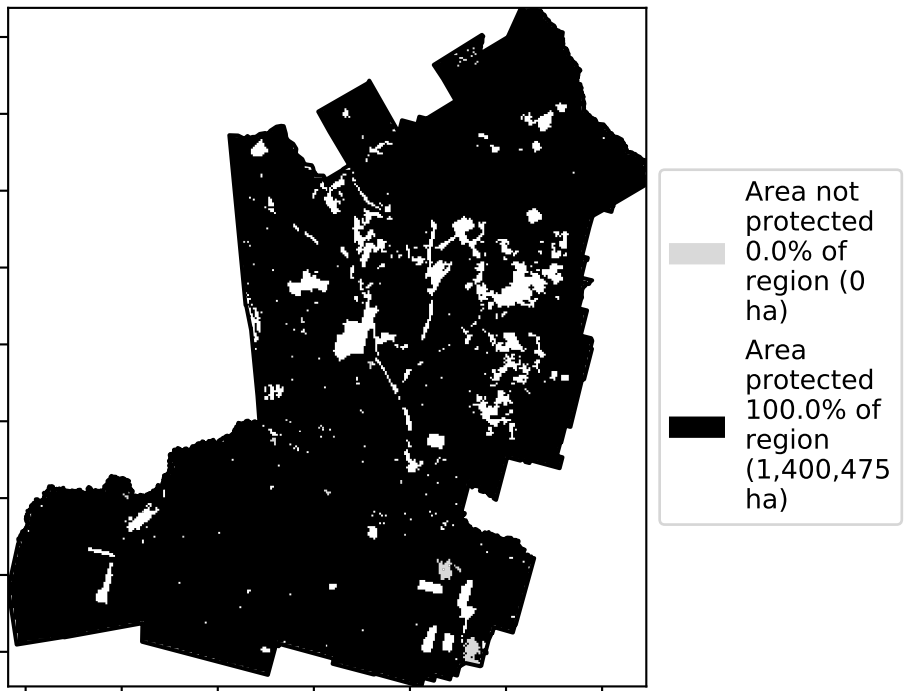 Area not
protected
0.0% of
region (0
ha)
Area
protected
100.0% of
region
(1,400,475
ha)